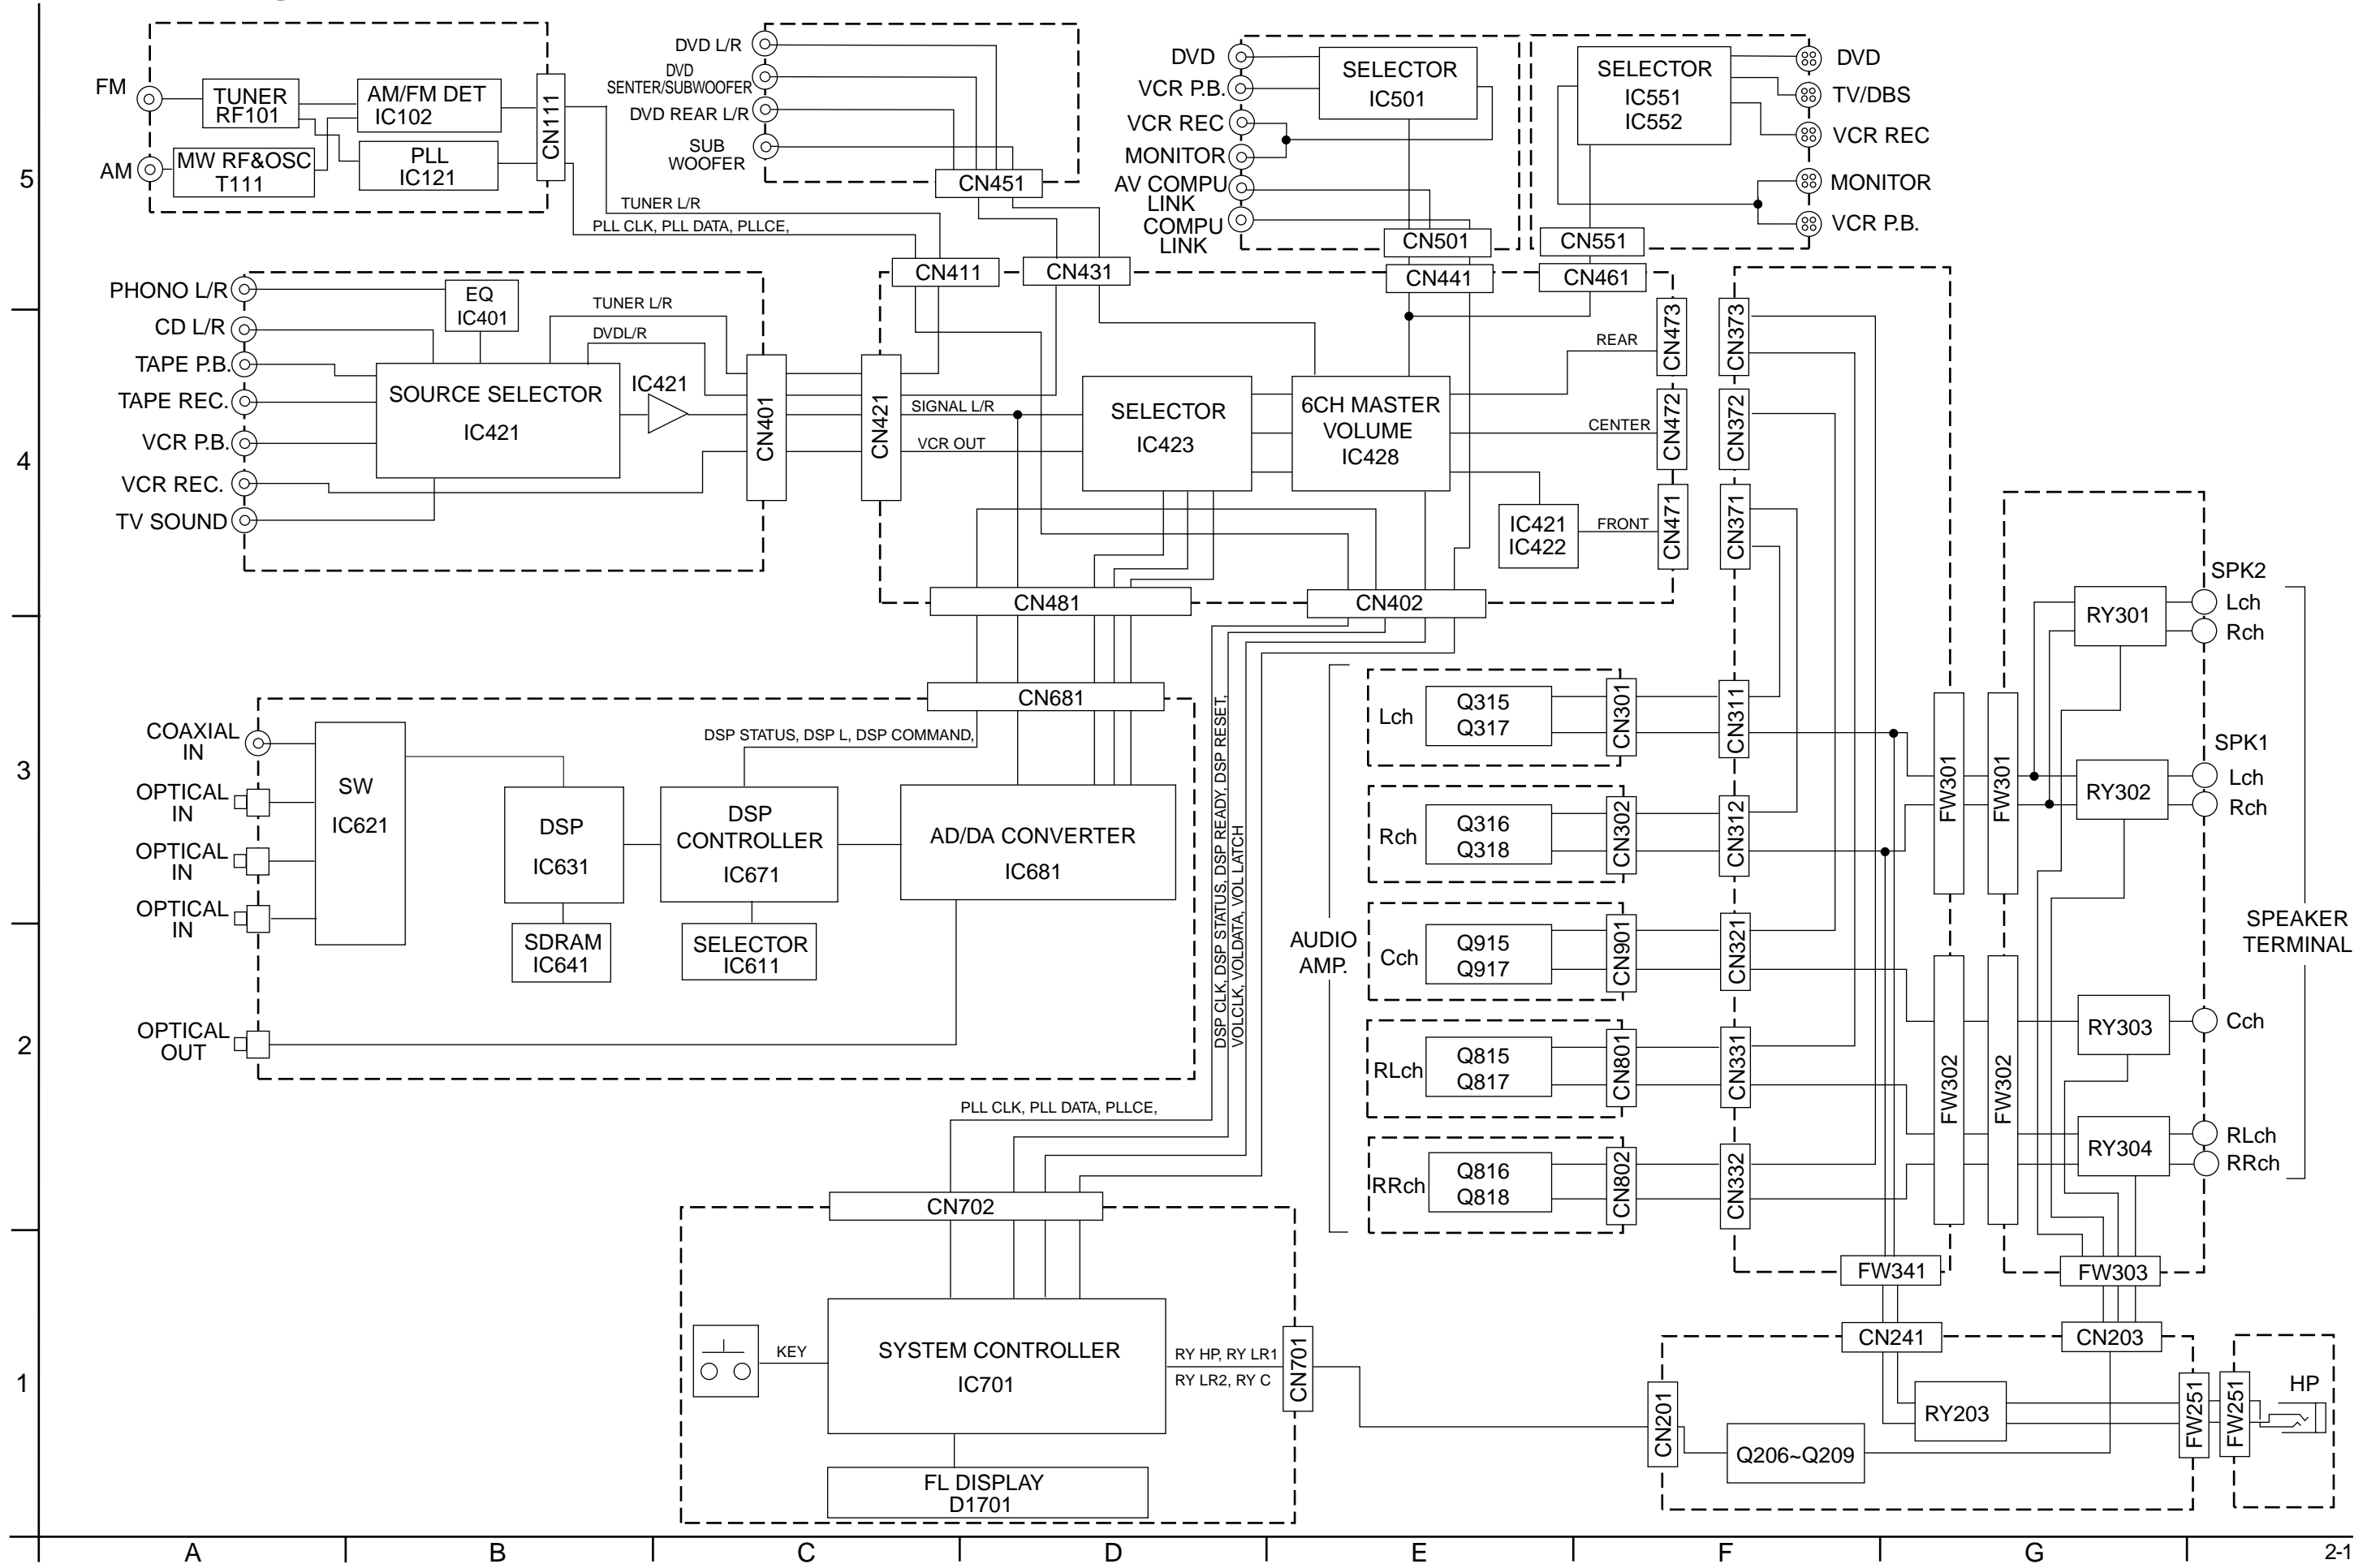 FM
AM
TUNER
RF101
MW RF&OSC
T111
AM/FM DET
IC102
PLL
IC121
CN111
DVD L/R
DVD
SENTER/SUBWOOFER
DVD REAR L/R
SUB
WOOFER
CN451
TUNER L/R
PLL CLK, PLL DATA, PLLCE,
DVD
VCR P.B.
VCR REC
MONITOR
AV COMPU
LINK
COMPU
LINK
SELECTOR
IC501
CN501
SELECTOR
IC551
IC552
CN551
DVD
TV/DBS
VCR REC
MONITOR
VCR P.B.
5
PHONO L/R
CD L/R
TAPE P.B.
TAPE REC.
VCR P.B.
VCR REC.
TV SOUND
EQ
IC401
SOURCE SELECTOR
IC421
TUNER L/R
DVDL/R
IC421
CN401
CN411
CN431
CN441
CN461
CN421
SIGNAL L/R
VCR OUT
SELECTOR
IC423
6CH MASTER
VOLUME
IC428
REAR
CENTER
FRONT
IC421
IC422
CN473
CN472
CN471
CN373
CN372
CN371
CN481
CN402
4
COAXIAL
IN
OPTICAL
IN
OPTICAL
IN
OPTICAL
IN
OPTICAL
OUT
SW
IC621
CN681
DSP STATUS, DSP L, DSP COMMAND,
DSP
IC631
DSP
CONTROLLER
IC671
AD/DA CONVERTER
IC681
SDRAM
IC641
SELECTOR
IC611
DSP CLK, DSP STATUS, DSP READY, DSP RESET,
VOLCLK, VOLDATA, VOL LATCH
PLL CLK, PLL DATA, PLLCE,
3
2
AUDIO
AMP.
Lch
Q315
Q317
CN301
CN311
Rch
Q316
Q318
CN302
CN312
Cch
Q915
Q917
CN901
CN321
RLch
Q815
Q817
CN801
CN331
RRch
Q816
Q818
CN802
CN332
FW301
FW301
FW302
FW302
RY301
RY302
RY303
RY304
SPK2
Lch
Rch
SPK1
Lch
Rch
SPEAKER
TERMINAL
Cch
RLch
RRch
FW341
FW303
CN702
KEY
SYSTEM CONTROLLER
IC701
RY HP, RY LR1
RY LR2, RY C
CN701
FL DISPLAY
D1701
CN241
CN203
CN201
RY203
Q206~Q209
FW251
FW251
HP
1
A
B
C
D
E
F
G
2-1